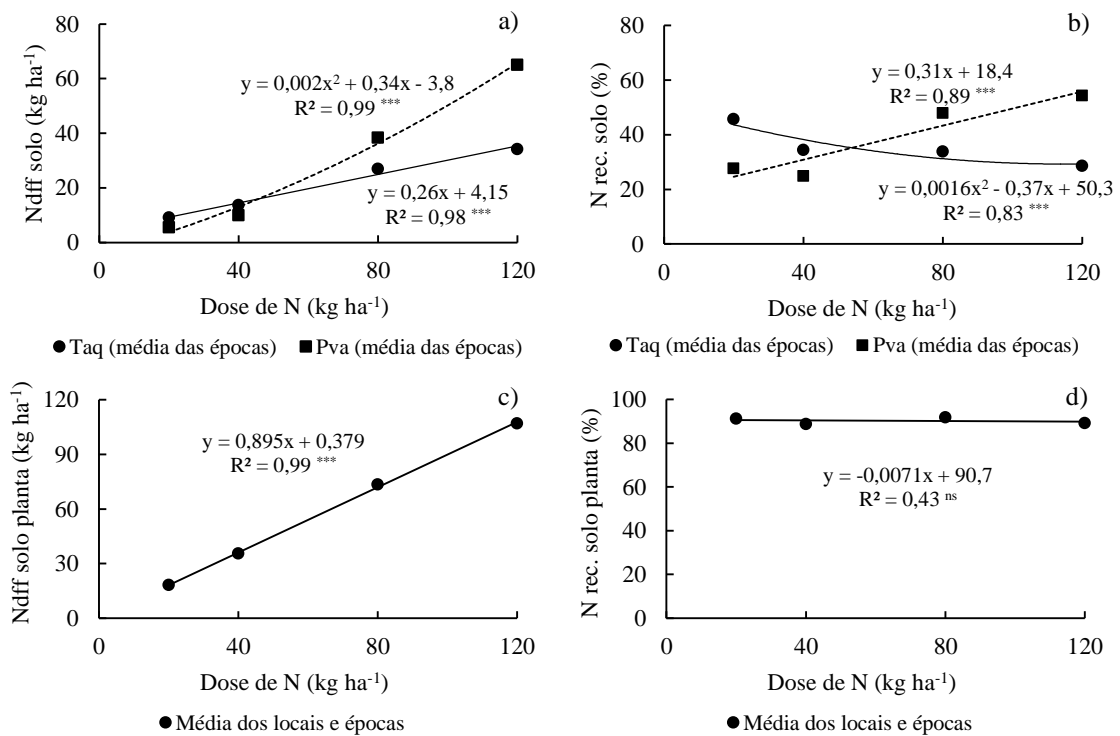 a)
Ndff solo (kg ha-1)
80
60
40
20
0
y = 0,002x² + 0,34x - 3,8
R² = 0,99 ***
y = 0,26x + 4,15
R² = 0,98 ***
0 40 80 120
Dose de N (kg ha-1)
● Taq (média das épocas) ■ Pva (média das épocas)
b)
N rec. solo (%)
80
60
40
20
0
y = 0,31x + 18,4
R² = 0,89 ***
y = 0,0016x² - 0,37x + 50,3
R² = 0,83 ***
0 40 80 120
Dose de N (kg ha-1)
● Taq (média das épocas) ■ Pva (média das épocas)
c)
Ndff solo planta (kg ha-1)
120
90
60
30
0
y = 0,895x + 0,379
R² = 0,99 ***
0 40 80 120
Dose de N (kg ha-1)
● Média dos locais e épocas
d)
N rec. solo planta (%)
100
80
60
40
20
0
y = -0,0071x + 90,7
R² = 0,43 ns
0 40 80 120
Dose de N (kg ha-1)
● Média dos locais e épocas